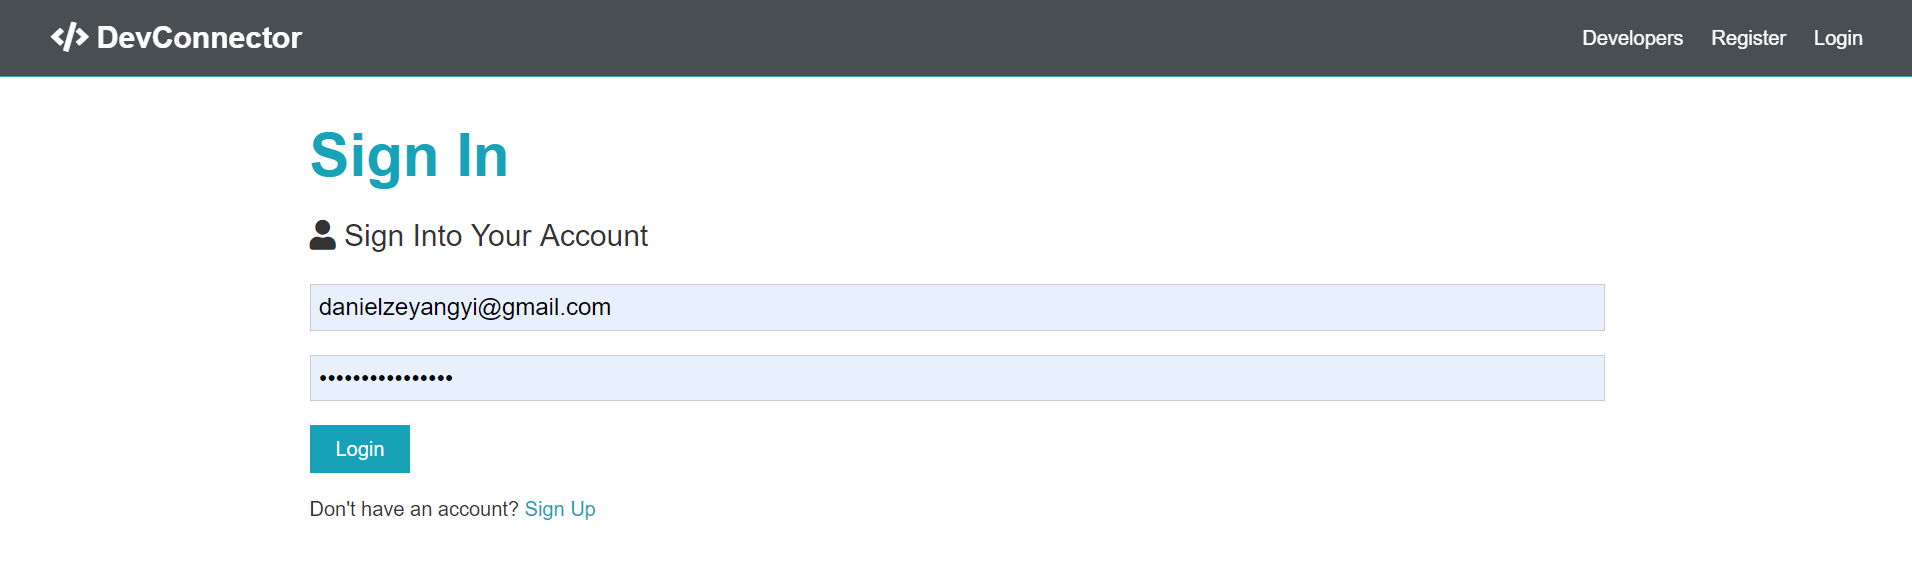 DevConnector
Developers Register Login
Sign In
Sign Into Your Account
danielzeyangyi@gmail.com
••••••••••••••••
Login
Don't have an account? Sign Up